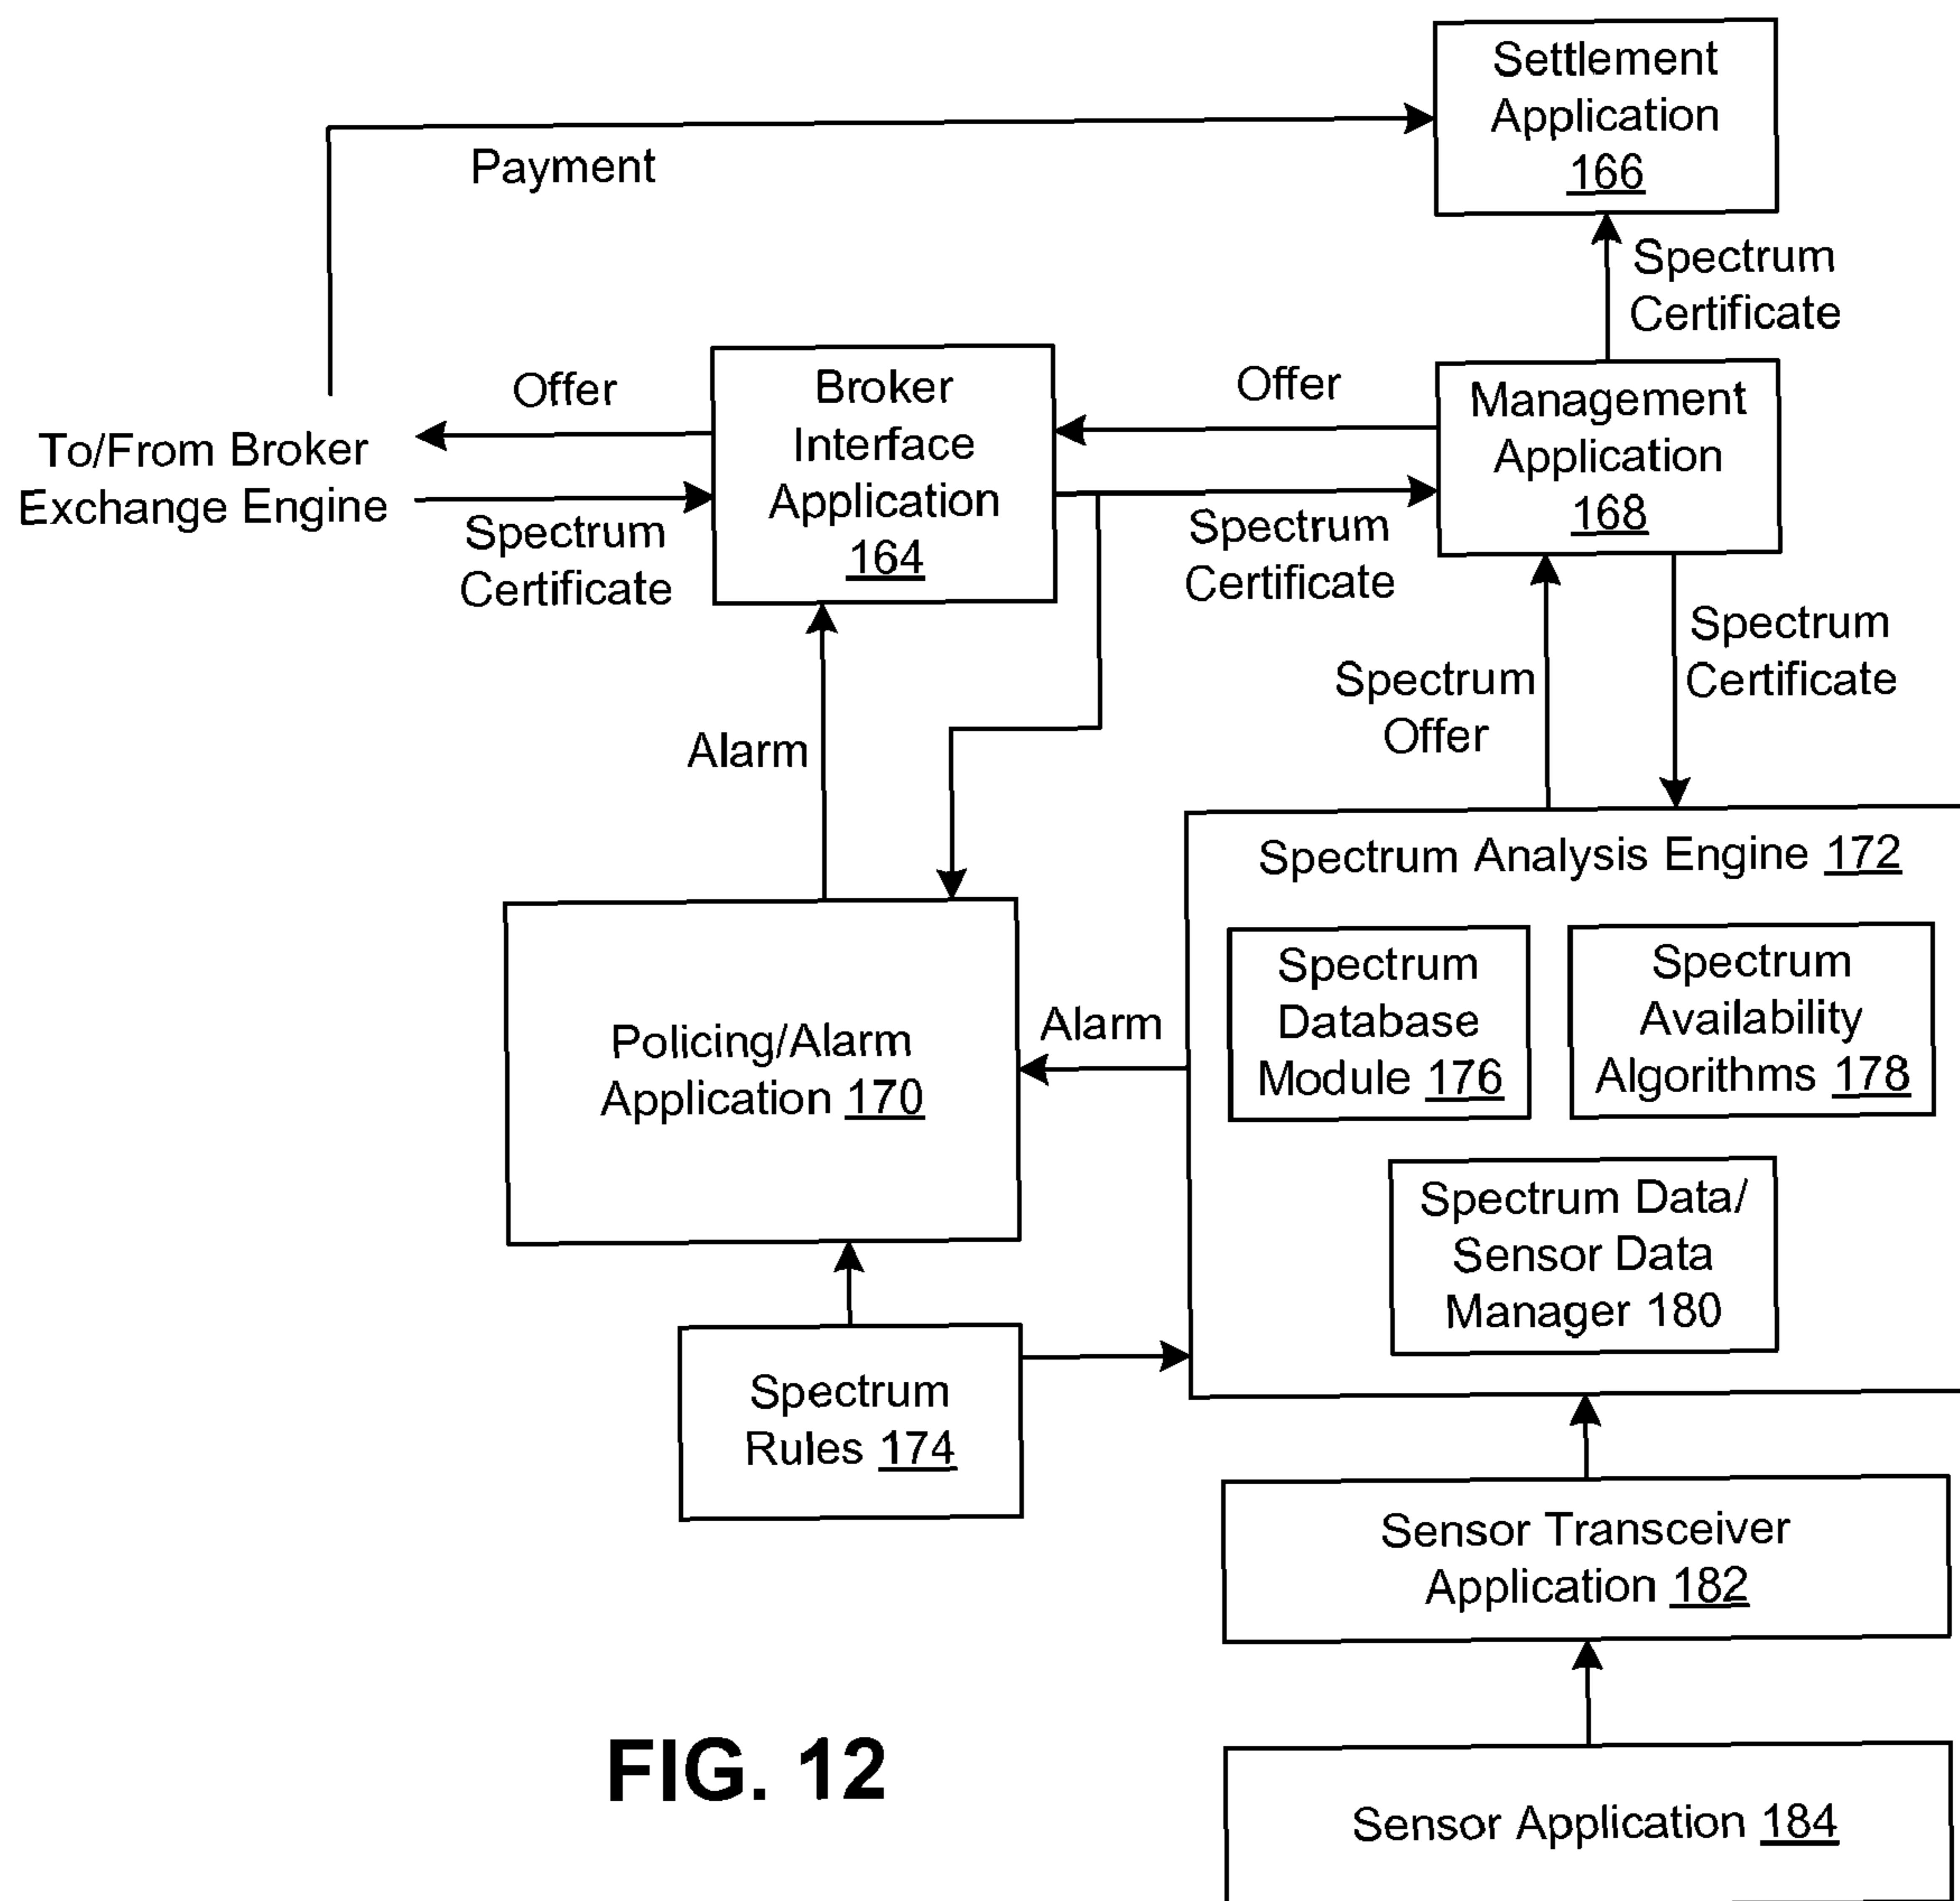 Settlement
Application
166
Payment
Spectrum
Certificate
Offer
Broker
Interface
Application
164
Offer
Management
Application
168
To/From Broker
Exchange Engine
Spectrum
Certificate
Spectrum
Certificate
Spectrum
Certificate
Spectrum
Offer
Alarm
Spectrum Analysis Engine 172
Spectrum
Database
Module 176
Spectrum
Availability
Algorithms 178
Alarm
Policing/Alarm
Application 170
Spectrum Data/
Sensor Data
Manager 180
Spectrum
Rules 174
Sensor Transceiver
Application 182
FIG. 12
Sensor Application 184